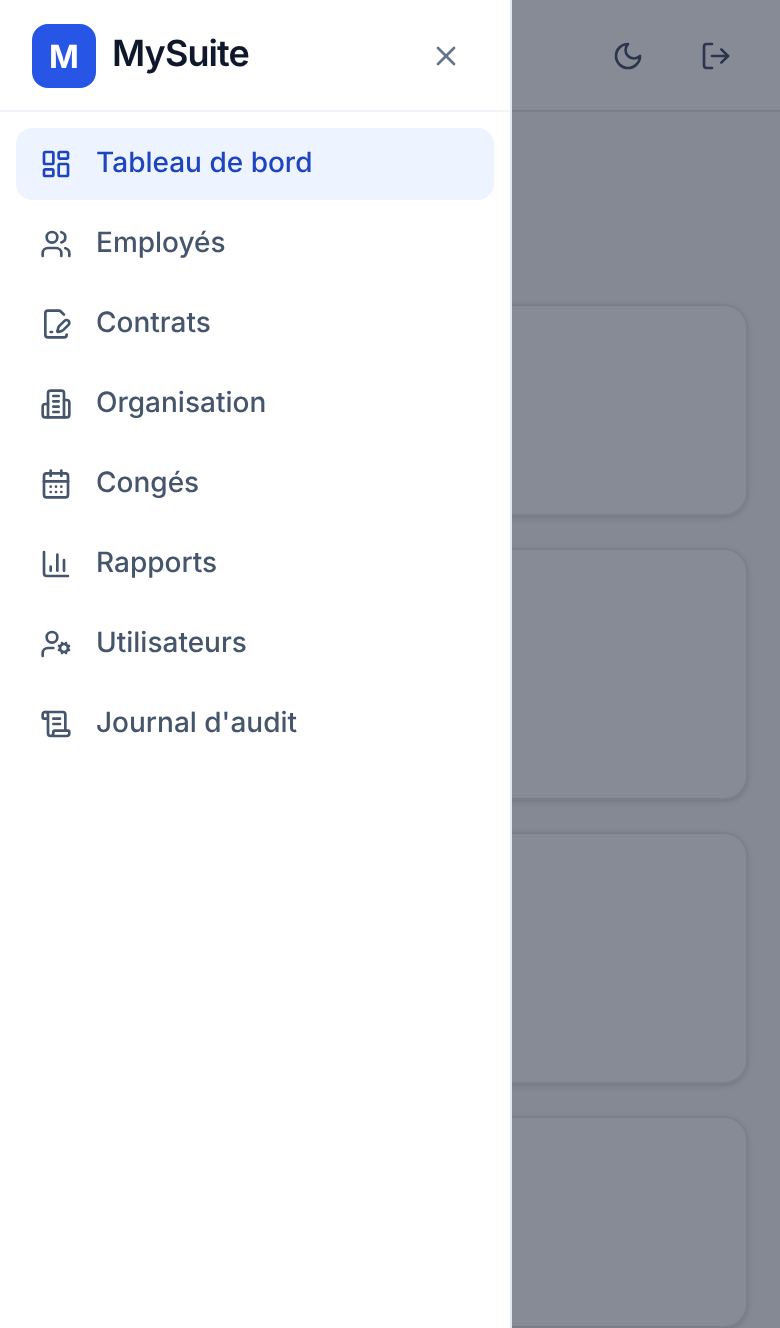 M MySuite
Tableau de bord
Employés
Contrats
Organisation
Congés
Rapports
Utilisateurs
Journal d'audit